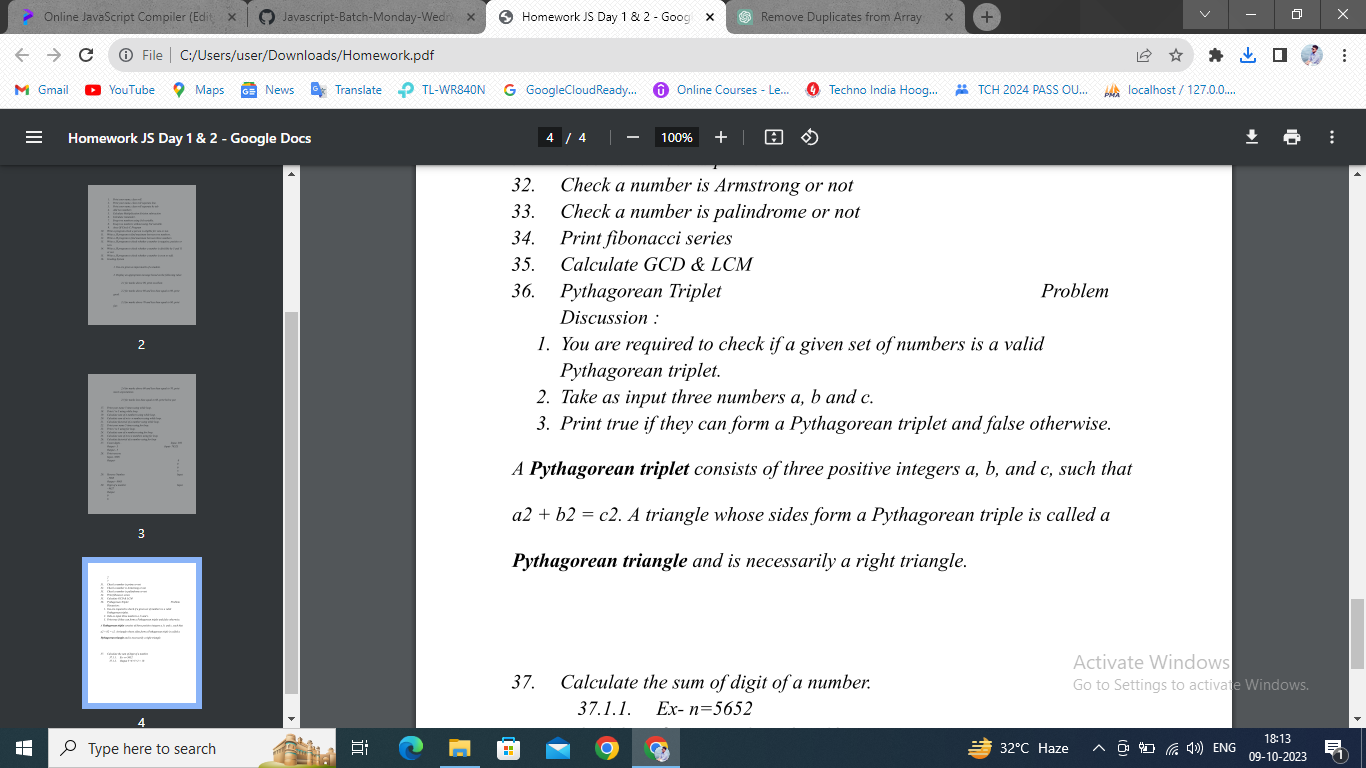 Online JavaScript Compiler (Edit
Javascript-Batch-Monday-Wedn
Homework JS Day 1 & 2 - Goog
Remove Duplicates from Array
File
C:/Users/user/Downloads/Homework.pdf
Gmail
YouTube
Maps
News
Translate
TL-WR840N
GoogleCloudReady...
Online Courses - Le...
Techno India Hoog...
TCH 2024 PASS OU...
localhost / 127.0.0....
Homework JS Day 1 & 2 - Google Docs
4 / 4
100%
2
3
4
32. Check a number is Armstrong or not
33. Check a number is palindrome or not
34. Print fibonacci series
35. Calculate GCD & LCM
36. Pythagorean Triplet Problem
Discussion :
1. You are required to check if a given set of numbers is a valid
Pythagorean triplet.
2. Take as input three numbers a, b and c.
3. Print true if they can form a Pythagorean triplet and false otherwise.
A Pythagorean triplet consists of three positive integers a, b, and c, such that
a2 + b2 = c2. A triangle whose sides form a Pythagorean triple is called a
Pythagorean triangle and is necessarily a right triangle.
37. Calculate the sum of digit of a number.
37.1.1. Ex- n=5652
Activate Windows
Go to Settings to activate Windows.
Type here to search
32°C Haze
ENG
18:13
09-10-2023
1